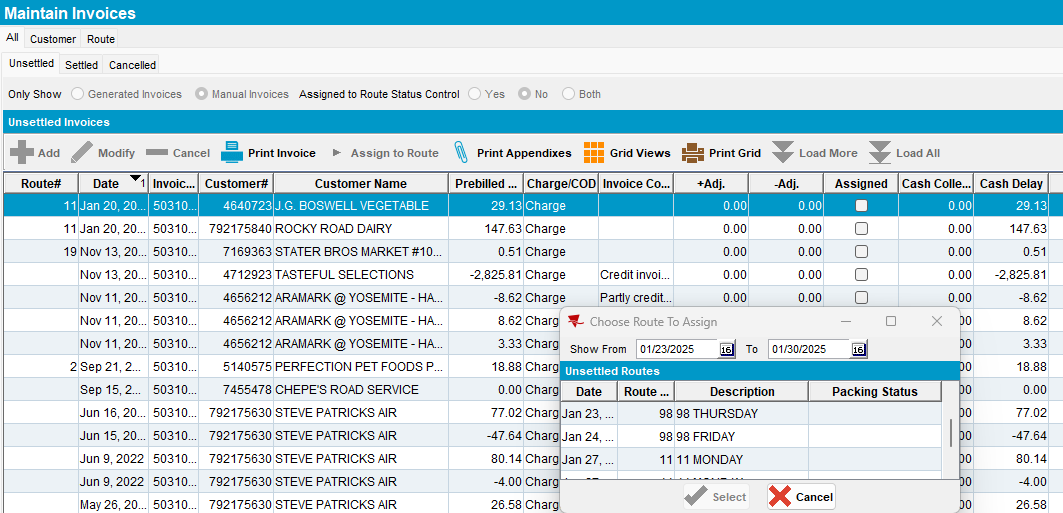 Maintain Invoices
All Customer Route
Unsettled Settled Cancelled
Only Show Generated Invoices Manual Invoices Assigned to Route Status Control Yes No Both
Unsettled Invoices
Add Modify Cancel Print Invoice Assign to Route Print Appendixes Grid Views Print Grid Load More Load All
Route# Date 1 Invoic... Customer# Customer Name Prebilled ... Charge/COD Invoice Co... +Adj. -Adj. Assigned Cash Colle... Cash Delay
11 Jan 20, 20... 50310... 4640723 J.G. BOSWELL VEGETABLE 29.13 Charge 0.00 0.00 0.00 29.13
11 Jan 20, 20... 50310... 792175840 ROCKY ROAD DAIRY 147.63 Charge 0.00 0.00 0.00 147.63
19 Nov 13, 20... 50310... 7169363 STATER BROS MARKET #10... 0.51 Charge 0.00 0.00 0.00 0.51
Nov 13, 20... 50310... 4712923 TASTEFUL SELECTIONS -2,825.81 Charge Credit invoi... 0.00 0.00 0.00 -2,825.81
Nov 11, 20... 50310... 4656212 ARAMARK @ YOSEMITE - HA... -8.62 Charge Partly credit... 0.00 0.00 0.00 -8.62
Nov 11, 20... 50310... 4656212 ARAMARK @ YOSEMITE - HA... 8.62 Charg 8.62
Nov 11, 20... 50310... 4656212 ARAMARK @ YOSEMITE - HA... 3.33 Charg 3.33
2 Sep 21, 2... 50310... 5140575 PERFECTION PET FOODS P... 18.88 Charg 18.88
Sep 15, 2... 50310... 7455478 CHEPE'S ROAD SERVICE 0.00 Charg 0.00
Jun 16, 20... 50310... 792175630 STEVE PATRICKS AIR 77.02 Charg 77.02
Jun 15, 20... 50310... 792175630 STEVE PATRICKS AIR -47.64 Charg -47.64
Jun 9, 2022 50310... 792175630 STEVE PATRICKS AIR 80.14 Charg 80.14
Jun 9, 2022 50310... 792175630 STEVE PATRICKS AIR -4.00 Charg -4.00
May 26, 20... 50310... 792175630 STEVE PATRICKS AIR 26.58 Charg 26.58
Choose Route To Assign
Show From 01/23/2025 16 To 01/30/2025 16
Unsettled Routes
Date Route ... Description Packing Status
Jan 23, ... 98 98 THURSDAY
Jan 24, ... 98 98 FRIDAY
Jan 27, ... 11 11 MONDAY
Select Cancel